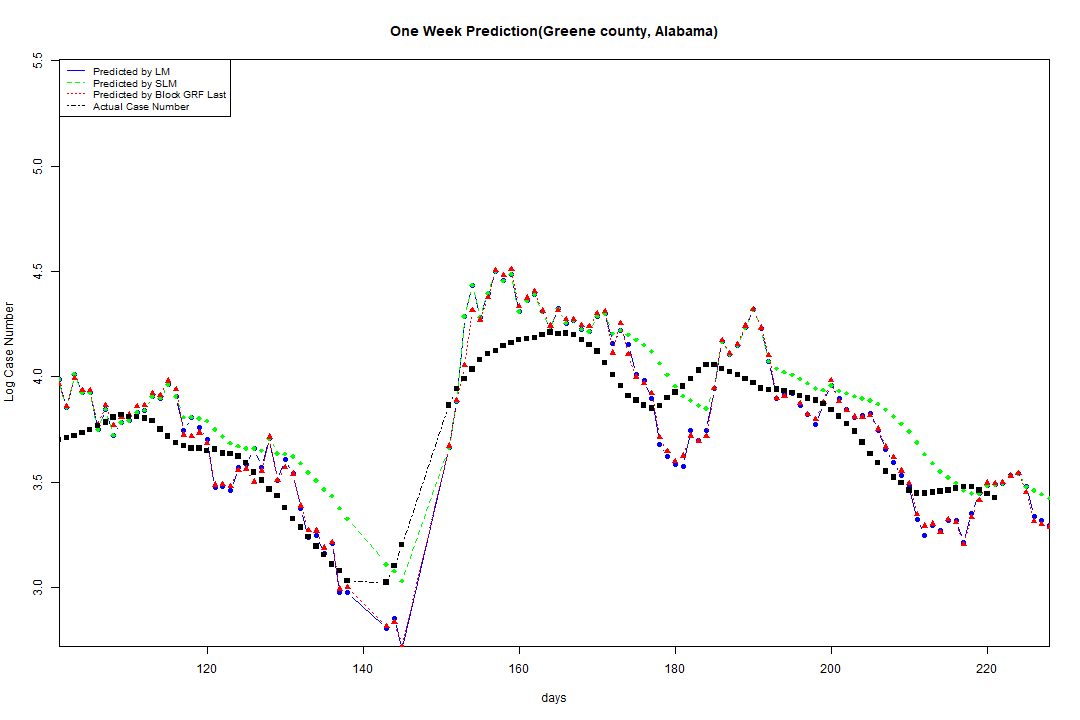 One Week Prediction(Greene county, Alabama)
5.5
5.0
4.5
4.0
3.5
3.0
Log Case Number
Predicted by LM
Predicted by SLM
Predicted by Block GRF Last
Actual Case Number
120
140
160
180
200
220
days